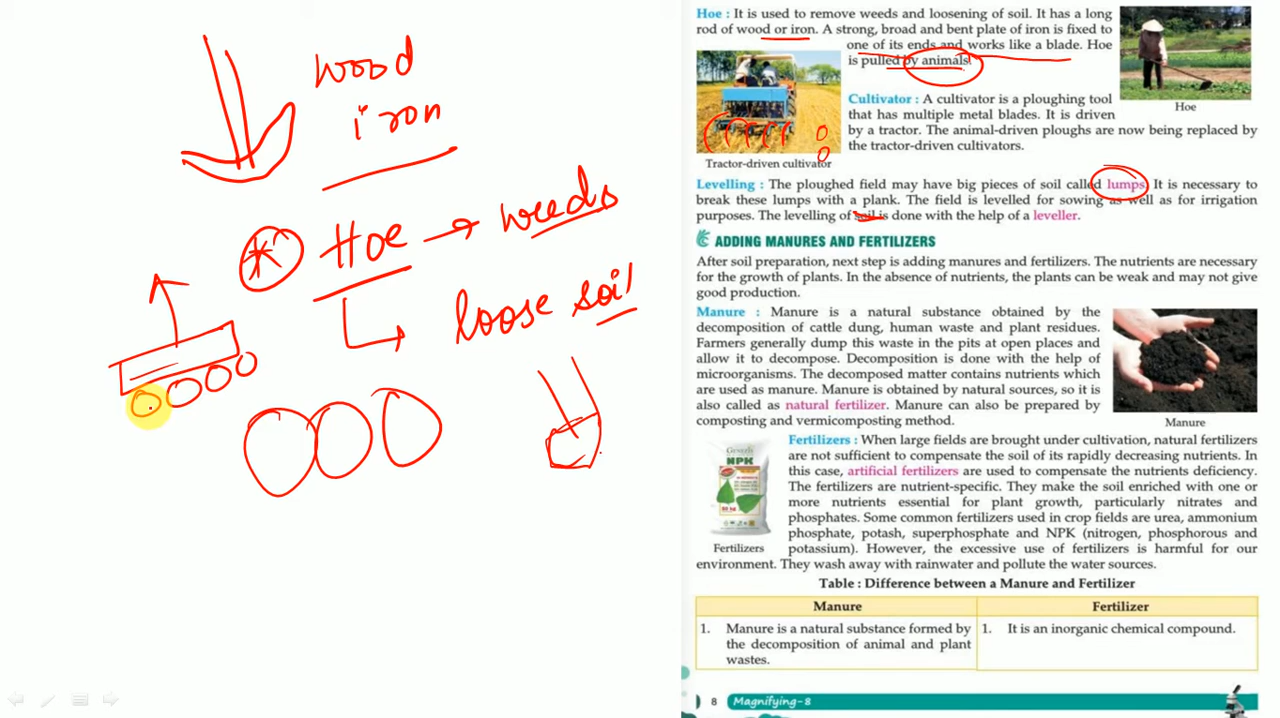 wood
iron
Hoe → weeds
loose soil
Hoe : It is used to remove weeds and loosening of soil. It has a long
rod of wood or iron. A strong, broad and bent plate of iron is fixed to
one of its ends and works like a blade. Hoe
is pulled by animals.
Hoe
Cultivator : A cultivator is a ploughing tool
that has multiple metal blades. It is driven
by a tractor. The animal-driven ploughs are now being replaced by
the tractor-driven cultivators.
Tractor-driven cultivator
Levelling : The ploughed field may have big pieces of soil called lumps. It is necessary to
break these lumps with a plank. The field is levelled for sowing as well as for irrigation
purposes. The levelling of soil is done with the help of a leveller.
ADDING MANURES AND FERTILIZERS
After soil preparation, next step is adding manures and fertilizers. The nutrients are necessary
for the growth of plants. In the absence of nutrients, the plants can be weak and may not give
good production.
Manure : Manure is a natural substance obtained by the
decomposition of cattle dung, human waste and plant residues.
Farmers generally dump this waste in the pits at open places and
allow it to decompose. Decomposition is done with the help of
microorganisms. The decomposed matter contains nutrients which
are used as manure. Manure is obtained by natural sources, so it is
also called as natural fertilizer. Manure can also be prepared by
composting and vermicomposting method.
Manure
Fertilizers : When large fields are brought under cultivation, natural fertilizers
are not sufficient to compensate the soil of its rapidly decreasing nutrients. In
this case, artificial fertilizers are used to compensate the nutrients deficiency.
The fertilizers are nutrient-specific. They make the soil enriched with one or
more nutrients essential for plant growth, particularly nitrates and
phosphates. Some common fertilizers used in crop fields are urea, ammonium
phosphate, potash, superphosphate and NPK (nitrogen, phosphorous and
potassium). However, the excessive use of fertilizers is harmful for our
environment. They wash away with rainwater and pollute the water sources.
NPK
Fertilizers
Table : Difference between a Manure and Fertilizer
Manure Fertilizer
1. Manure is a natural substance formed by
the decomposition of animal and plant
wastes.
1. It is an inorganic chemical compound.
8 Magnifying-8